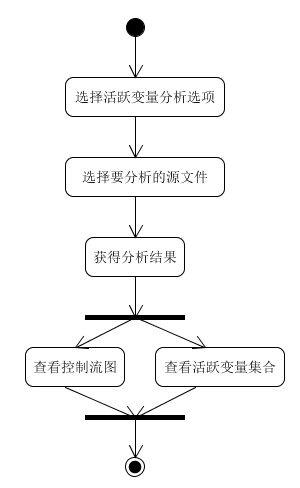 选择活跃变量分析选项
选择要分析的源文件
获得分析结果
查看控制流图
查看活跃变量集合